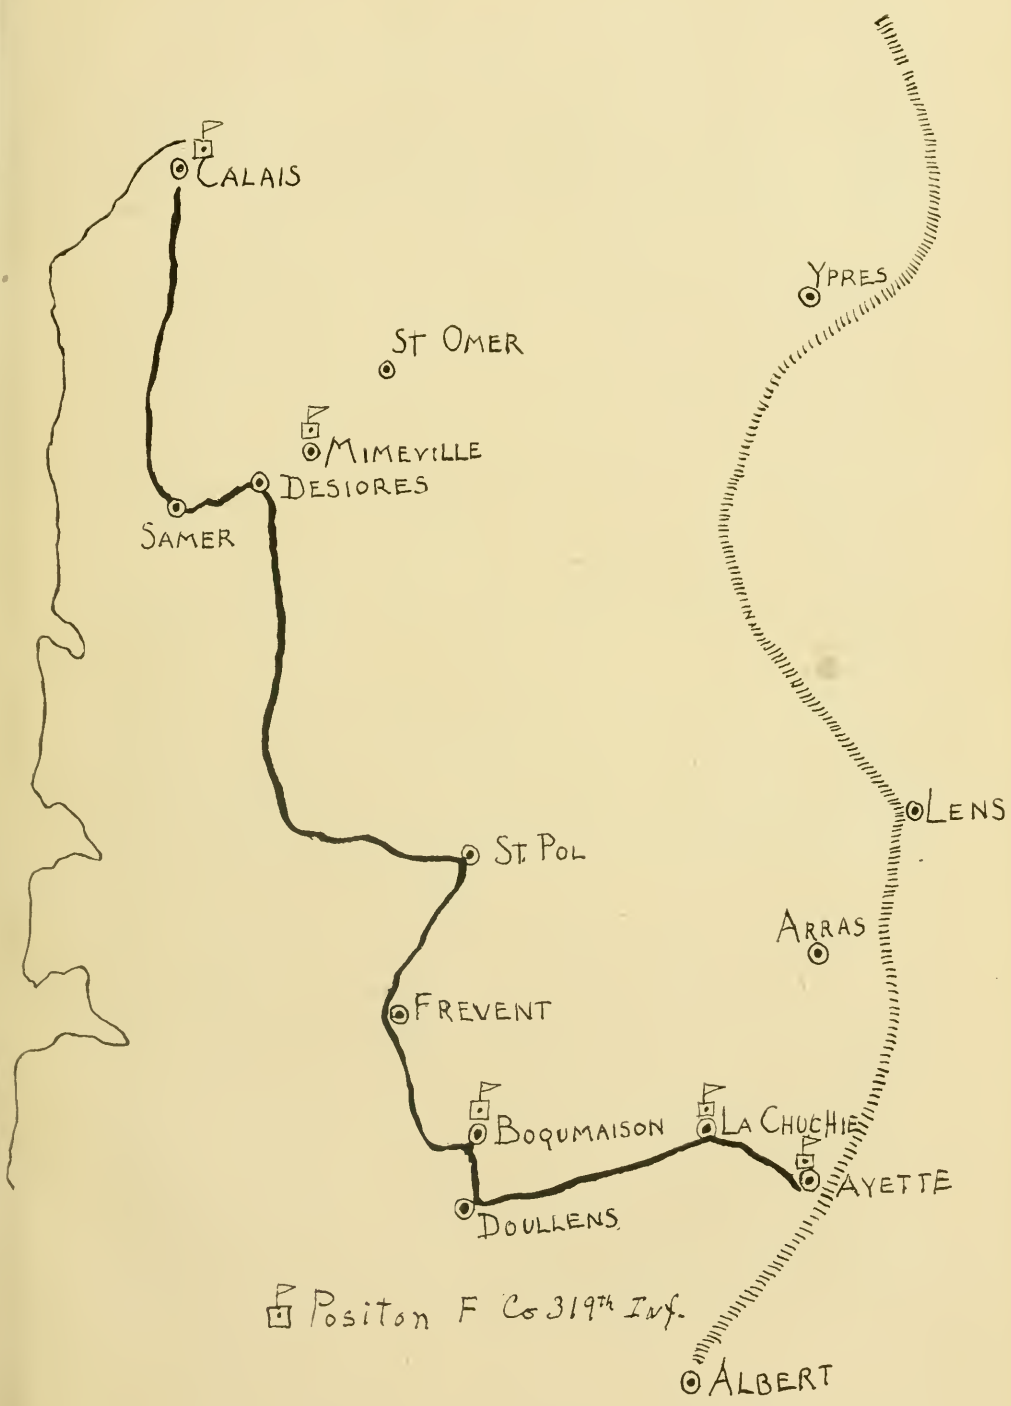 CALAIS
YPRES
ST OMER
MIMEVILLE
DESIORES
SAMER
LENS
ST. POL
ARRAS
FREVENT
BOQUMAISON
LA CHUCHIE
AYETTE
DOULLENS.
Positon F Co 319th Inf.
ALBERT